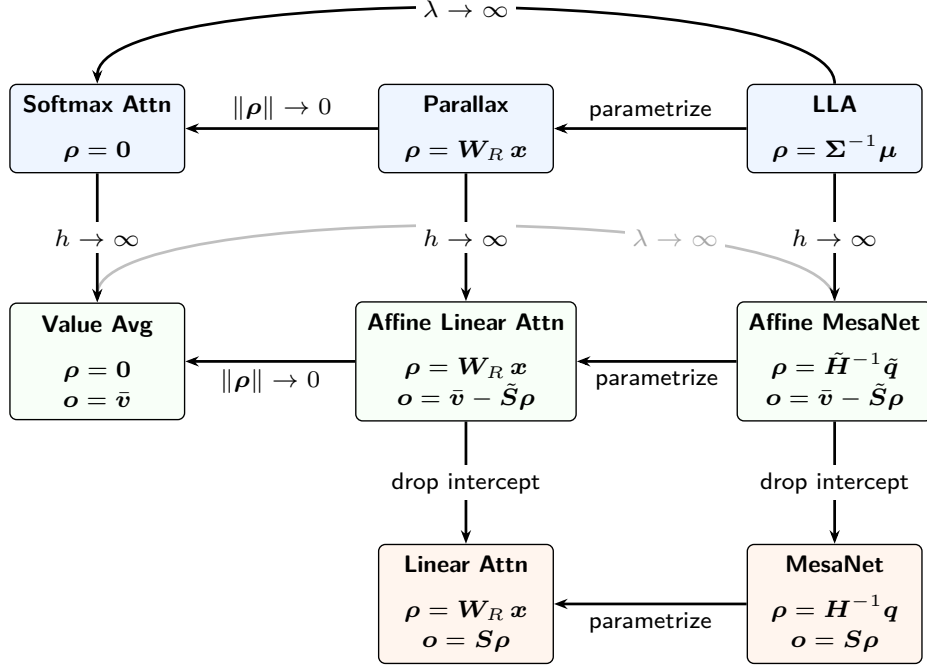 λ → ∞
Softmax Attn
ρ = 0
‖ρ‖ → 0
Parallax
ρ = W_R x
parametrize
LLA
ρ = Σ⁻¹ μ
h → ∞
h → ∞
λ → ∞
h → ∞
Value Avg
ρ = 0
o = v̄
‖ρ‖ → 0
Affine Linear Attn
ρ = W_R x
o = v̄ − S̃ρ
parametrize
Affine MesaNet
ρ = H̃⁻¹ q̃
o = v̄ − S̃ρ
drop intercept
drop intercept
Linear Attn
ρ = W_R x
o = Sρ
parametrize
MesaNet
ρ = H⁻¹ q
o = Sρ